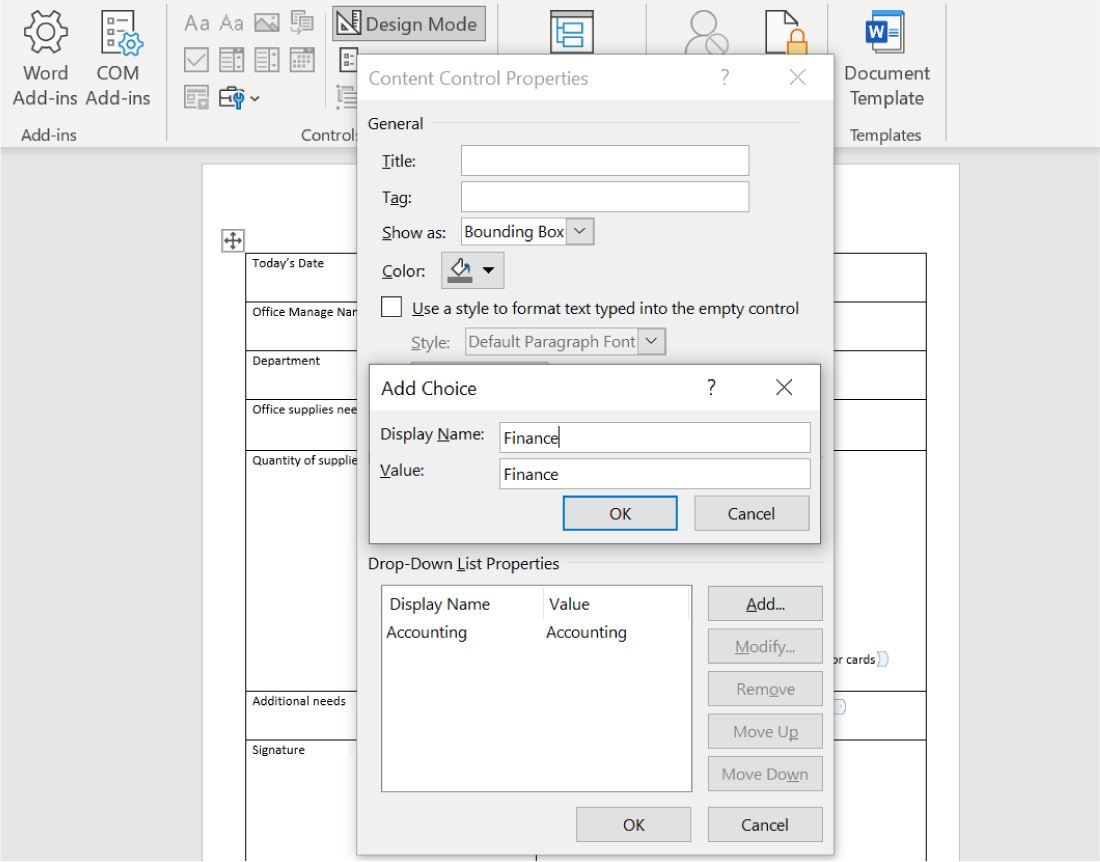 Aa Aa
Design Mode
Word
Add-ins
COM
Add-ins
Document
Template
Add-ins
Control
Templates
Content Control Properties ?
General
Title:
Tag:
Show as: Bounding Box
Color:
Use a style to format text typed into the empty control
Style: Default Paragraph Font
Add Choice ?
Display Name: Finance
Value: Finance
OK Cancel
Drop-Down List Properties
Display Name Value
Accounting Accounting
Add...
Modify...
Remove
Move Up
Move Down
OK Cancel
Today's Date
Office Manage Nar
Department
Office supplies nee
Quantity of supplie
or cards
Additional needs
Signature